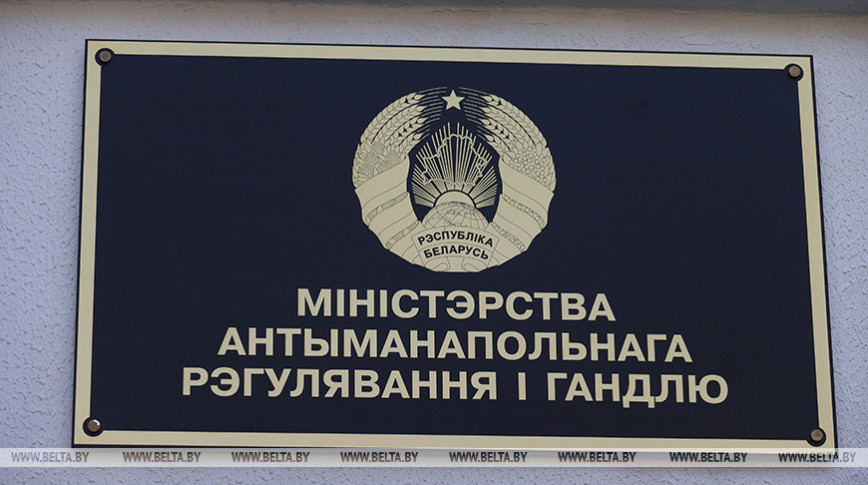 РЭСПУБЛІКА
БЕЛАРУСЬ
МІНІСТЭРСТВА
АНТЫМАНАПОЛЬНАГА
РЭГУЛЯВАННЯ І ГАНДЛЮ
WWW.BELTA.BY WWW.BELTA.BY WWW.BELTA.BY WWW.BELTA.BY WWW.BELTA.BY WWW.BELTA.BY WWW.BELTA.BY WWW.BELTA.BY